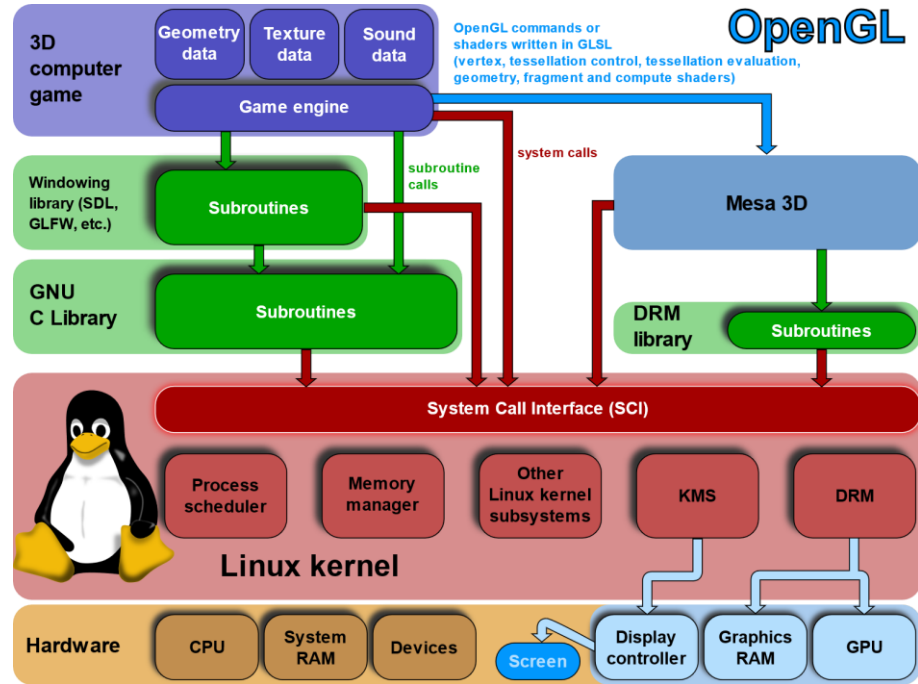 3D
computer
game
Geometry
data
Texture
data
Sound
data
Game engine
OpenGL commands or
shaders written in GLSL
(vertex, tessellation control, tessellation evaluation,
geometry, fragment and compute shaders)
OpenGL
subroutine
calls
system calls
Windowing
library (SDL,
GLFW, etc.)
Subroutines
Mesa 3D
GNU
C Library
Subroutines
DRM
library
Subroutines
System Call Interface (SCI)
Process
scheduler
Memory
manager
Other
Linux kernel
subsystems
KMS
DRM
Linux kernel
Hardware
CPU
System
RAM
Devices
Screen
Display
controller
Graphics
RAM
GPU